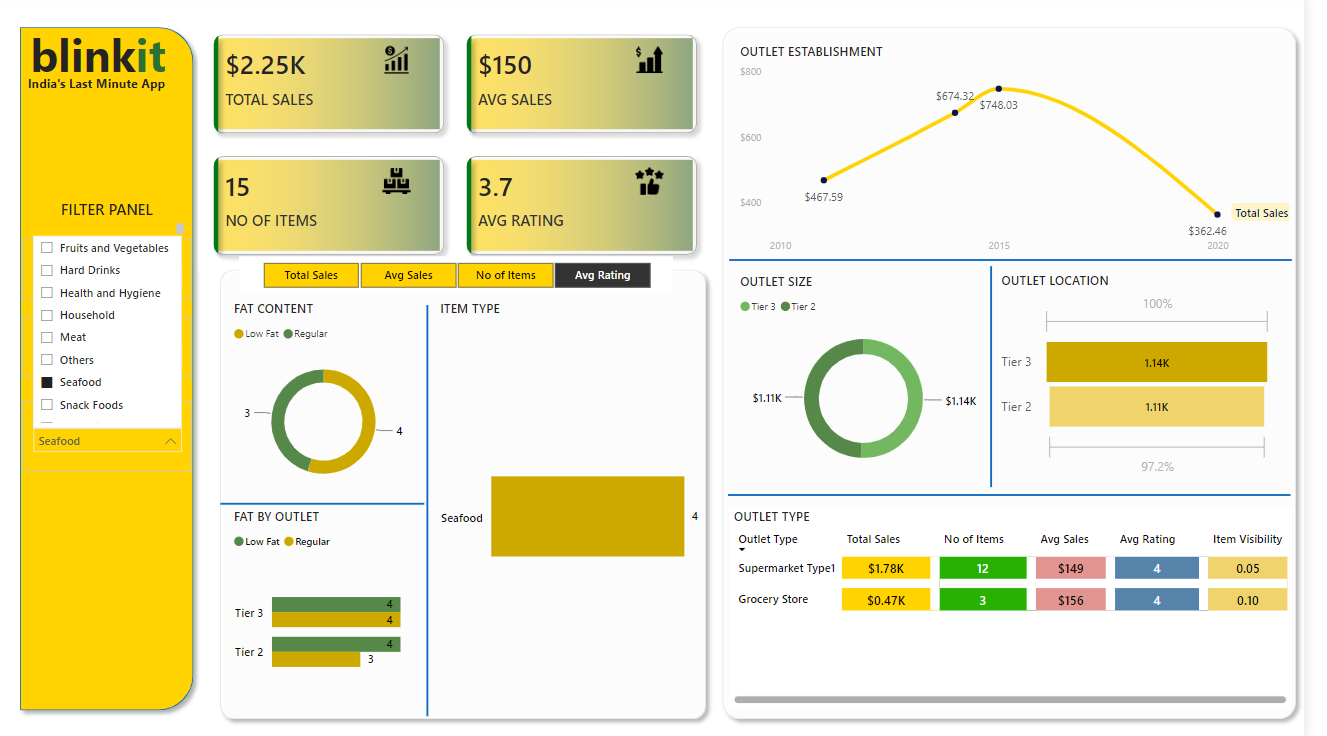 blinkit
India's Last Minute App
FILTER PANEL
Fruits and Vegetables
Hard Drinks
Health and Hygiene
Household
Meat
Others
Seafood
Snack Foods
Seafood
$2.25K
TOTAL SALES
$150
AVG SALES
15
NO OF ITEMS
3.7
AVG RATING
Total Sales Avg Sales No of Items Avg Rating
FAT CONTENT
Low Fat Regular
3
4
FAT BY OUTLET
Low Fat Regular
Tier 3
4
4
Tier 2
4
3
ITEM TYPE
Seafood 4
OUTLET ESTABLISHMENT
$800
$600
$400
$467.59
$674.32
$748.03
$362.46
Total Sales
2010 2015 2020
OUTLET SIZE
Tier 3 Tier 2
$1.11K
$1.14K
OUTLET LOCATION
100%
Tier 3 1.14K
Tier 2 1.11K
97.2%
OUTLET TYPE
Outlet Type Total Sales No of Items Avg Sales Avg Rating Item Visibility
Supermarket Type1 $1.78K 12 $149 4 0.05
Grocery Store $0.47K 3 $156 4 0.10